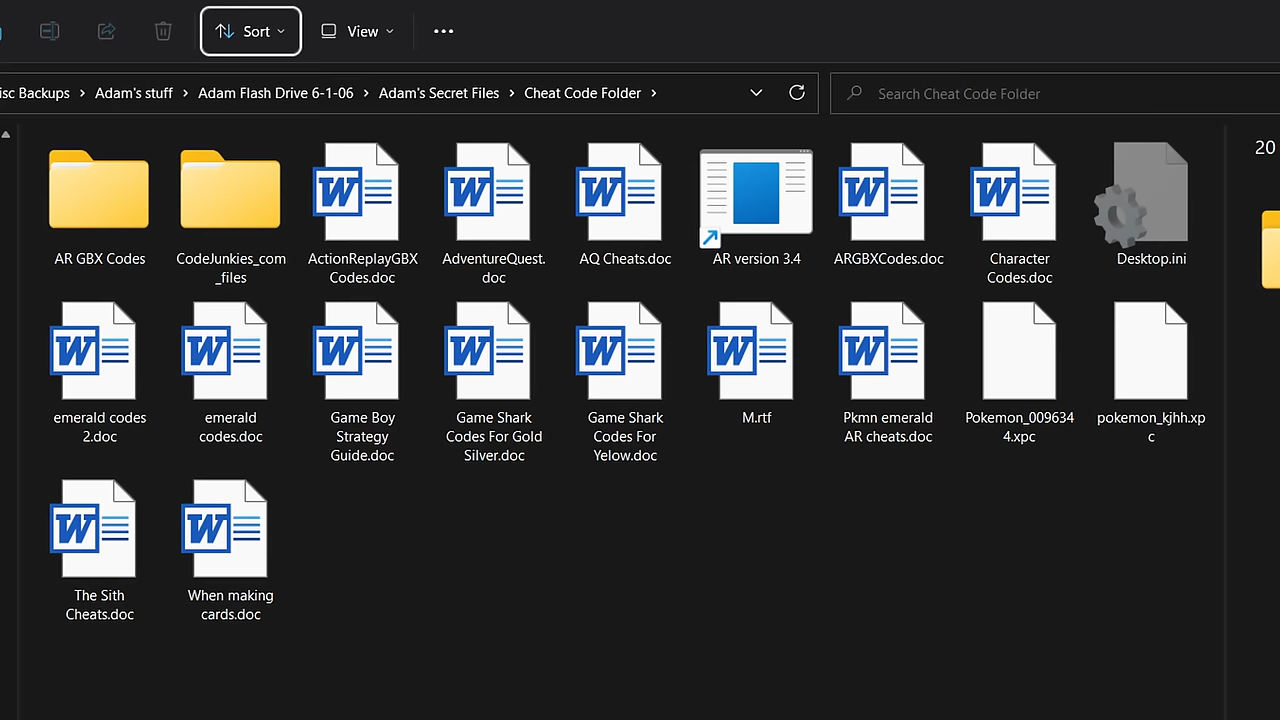 Sort
View
isc Backups > Adam's stuff > Adam Flash Drive 6-1-06 > Adam's Secret Files > Cheat Code Folder >
Search Cheat Code Folder
20
AR GBX Codes
CodeJunkies_com
_files
ActionReplayGBX
Codes.doc
AdventureQuest.
doc
AQ Cheats.doc
AR version 3.4
ARGBXCodes.doc
Character
Codes.doc
Desktop.ini
emerald codes
2.doc
emerald
codes.doc
Game Boy
Strategy
Guide.doc
Game Shark
Codes For Gold
Silver.doc
Game Shark
Codes For
Yelow.doc
M.rtf
Pkmn emerald
AR cheats.doc
Pokemon_009634
4.xpc
pokemon_kjhh.xp
c
The Sith
Cheats.doc
When making
cards.doc